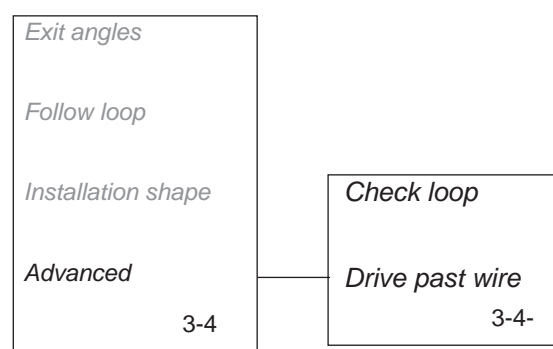 Exit angles
Follow loop
Installation shape
Advanced
3-4
Check loop
Drive past wire
3-4-